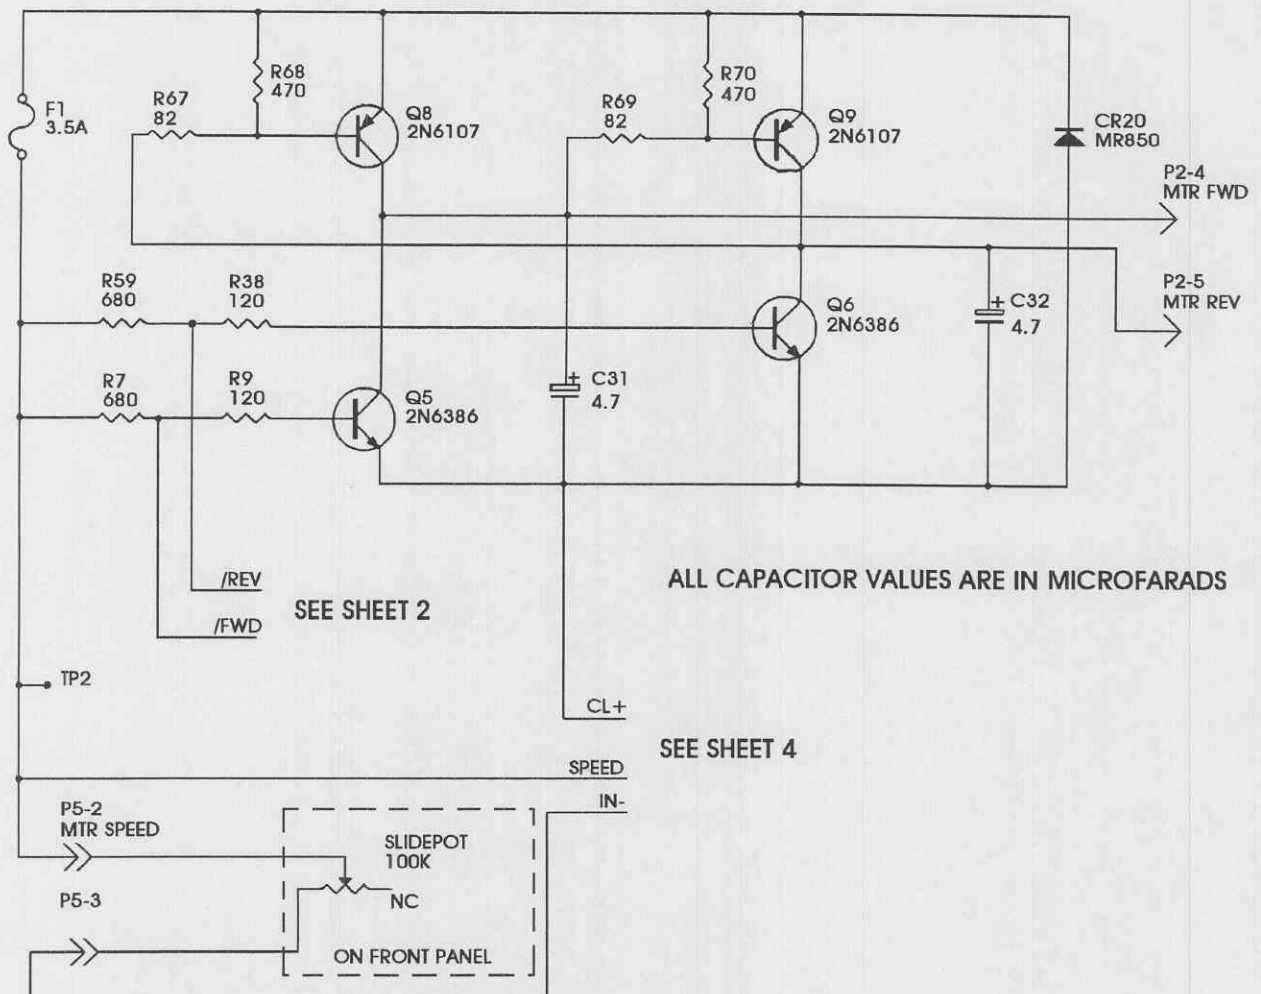 F1
3.5A
R68
470
R67
82
Q8
2N6107
R69
82
R70
470
Q9
2N6107
CR20
MR850
P2-4
MTR FWD
R59
680
R38
120
Q6
2N6386
+ C32
4.7
P2-5
MTR REV
R7
680
R9
120
Q5
2N6386
+ C31
4.7
/REV
/FWD
SEE SHEET 2
ALL CAPACITOR VALUES ARE IN MICROFARADS
TP2
CL+
SEE SHEET 4
SPEED
IN-
P5-2
MTR SPEED
SLIDEPOT
100K
NC
P5-3
ON FRONT PANEL